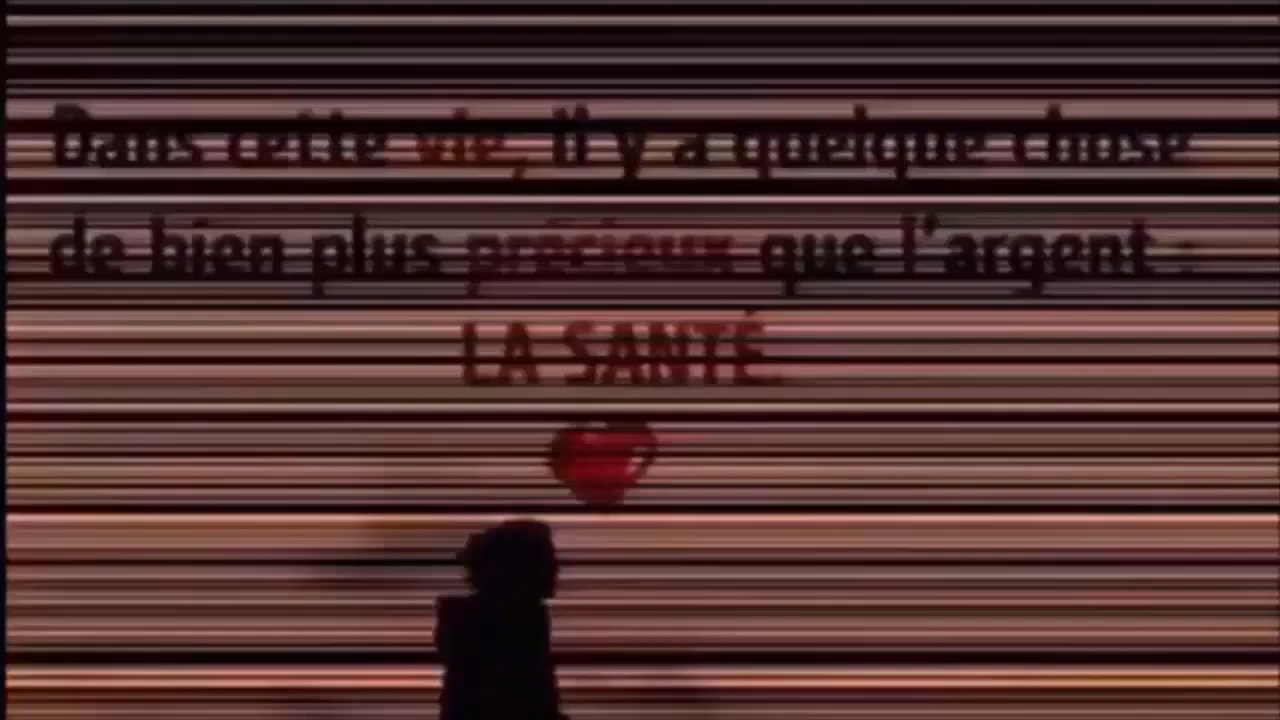 Dans cette vie, il y a quelque chose
de bien plus précieux que l'argent :
LA SANTÉ.